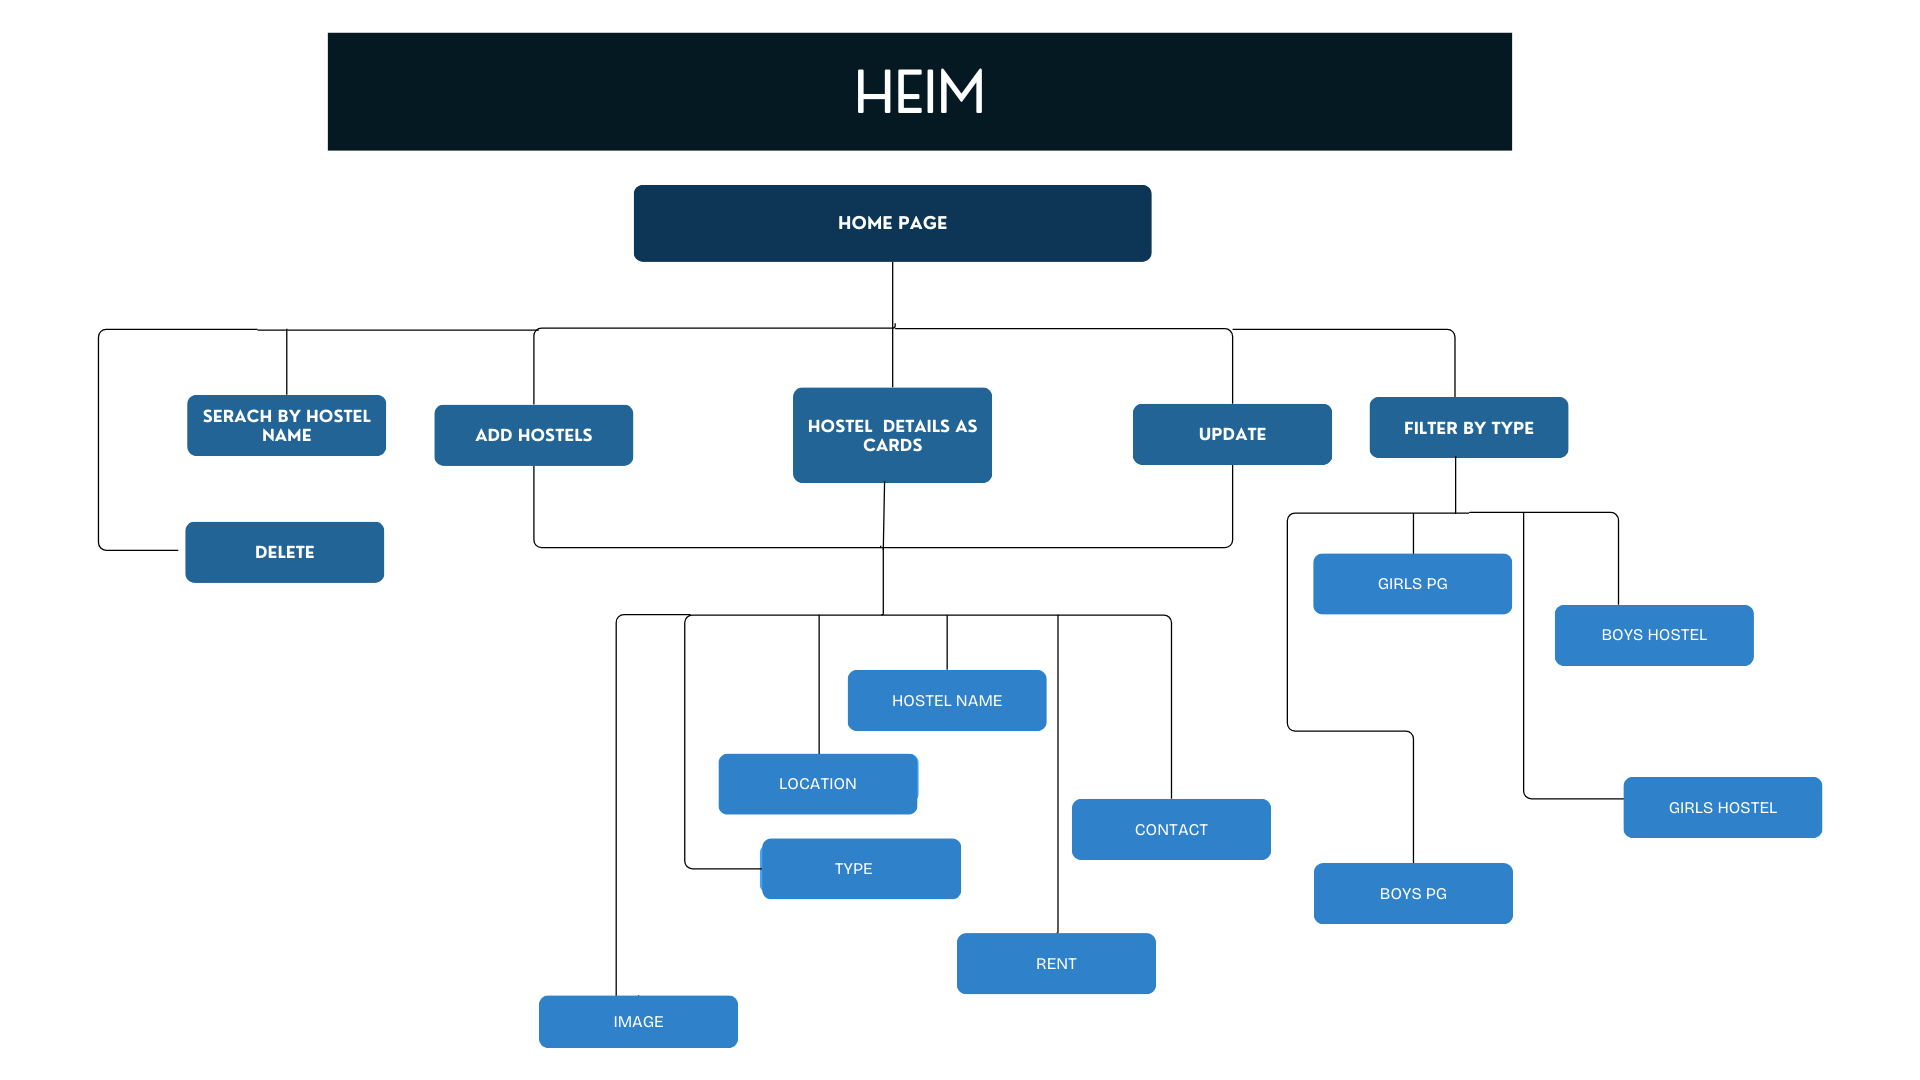 HEIM
HOME PAGE
SERACH BY HOSTEL
NAME
ADD HOSTELS
HOSTEL  DETAILS AS
CARDS
UPDATE
FILTER BY TYPE
DELETE
GIRLS PG
BOYS HOSTEL
HOSTEL NAME
LOCATION
GIRLS HOSTEL
CONTACT
TYPE
BOYS PG
RENT
IMAGE